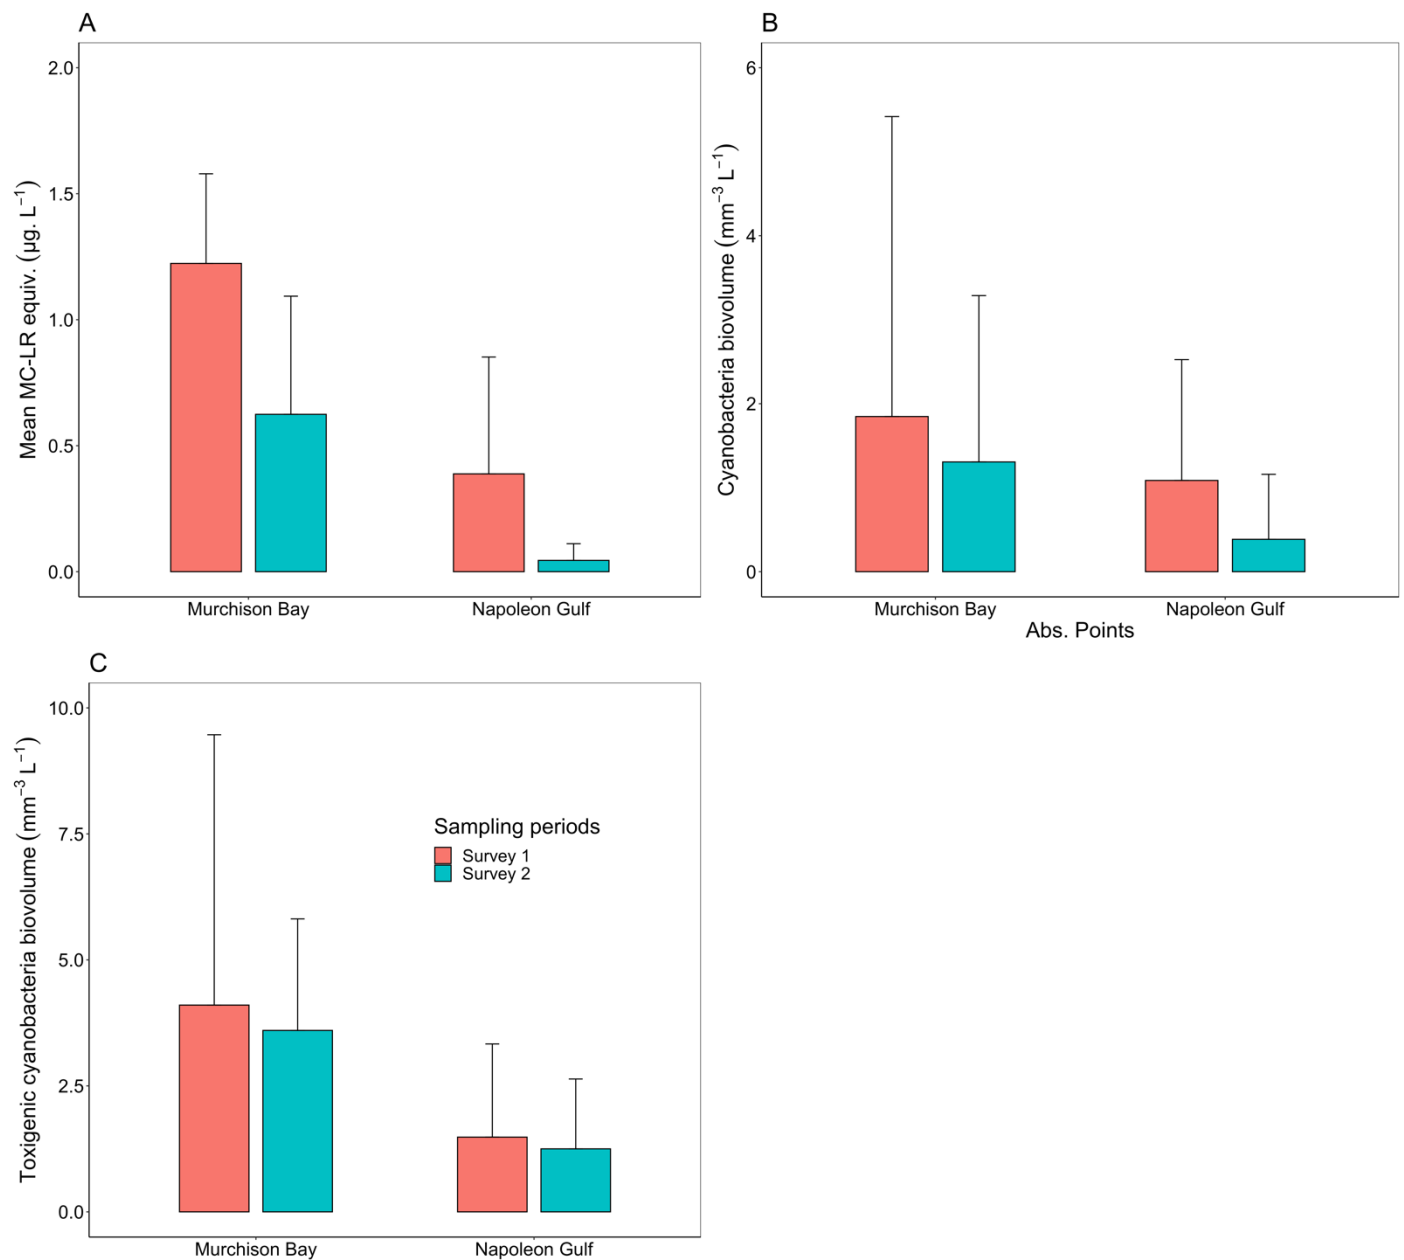 A
2.0
1.5
1.0
0.5
0.0
Mean MC-LR equiv. (µg. L⁻¹)
Murchison Bay Napoleon Gulf
B
6
4
2
0
Cyanobacteria biovolume (mm⁻³ L⁻¹)
Murchison Bay Napoleon Gulf
Abs. Points
C
10.0
7.5
5.0
2.5
0.0
Toxigenic cyanobacteria biovolume (mm⁻³ L⁻¹)
Sampling periods
Survey 1
Survey 2
Murchison Bay Napoleon Gulf